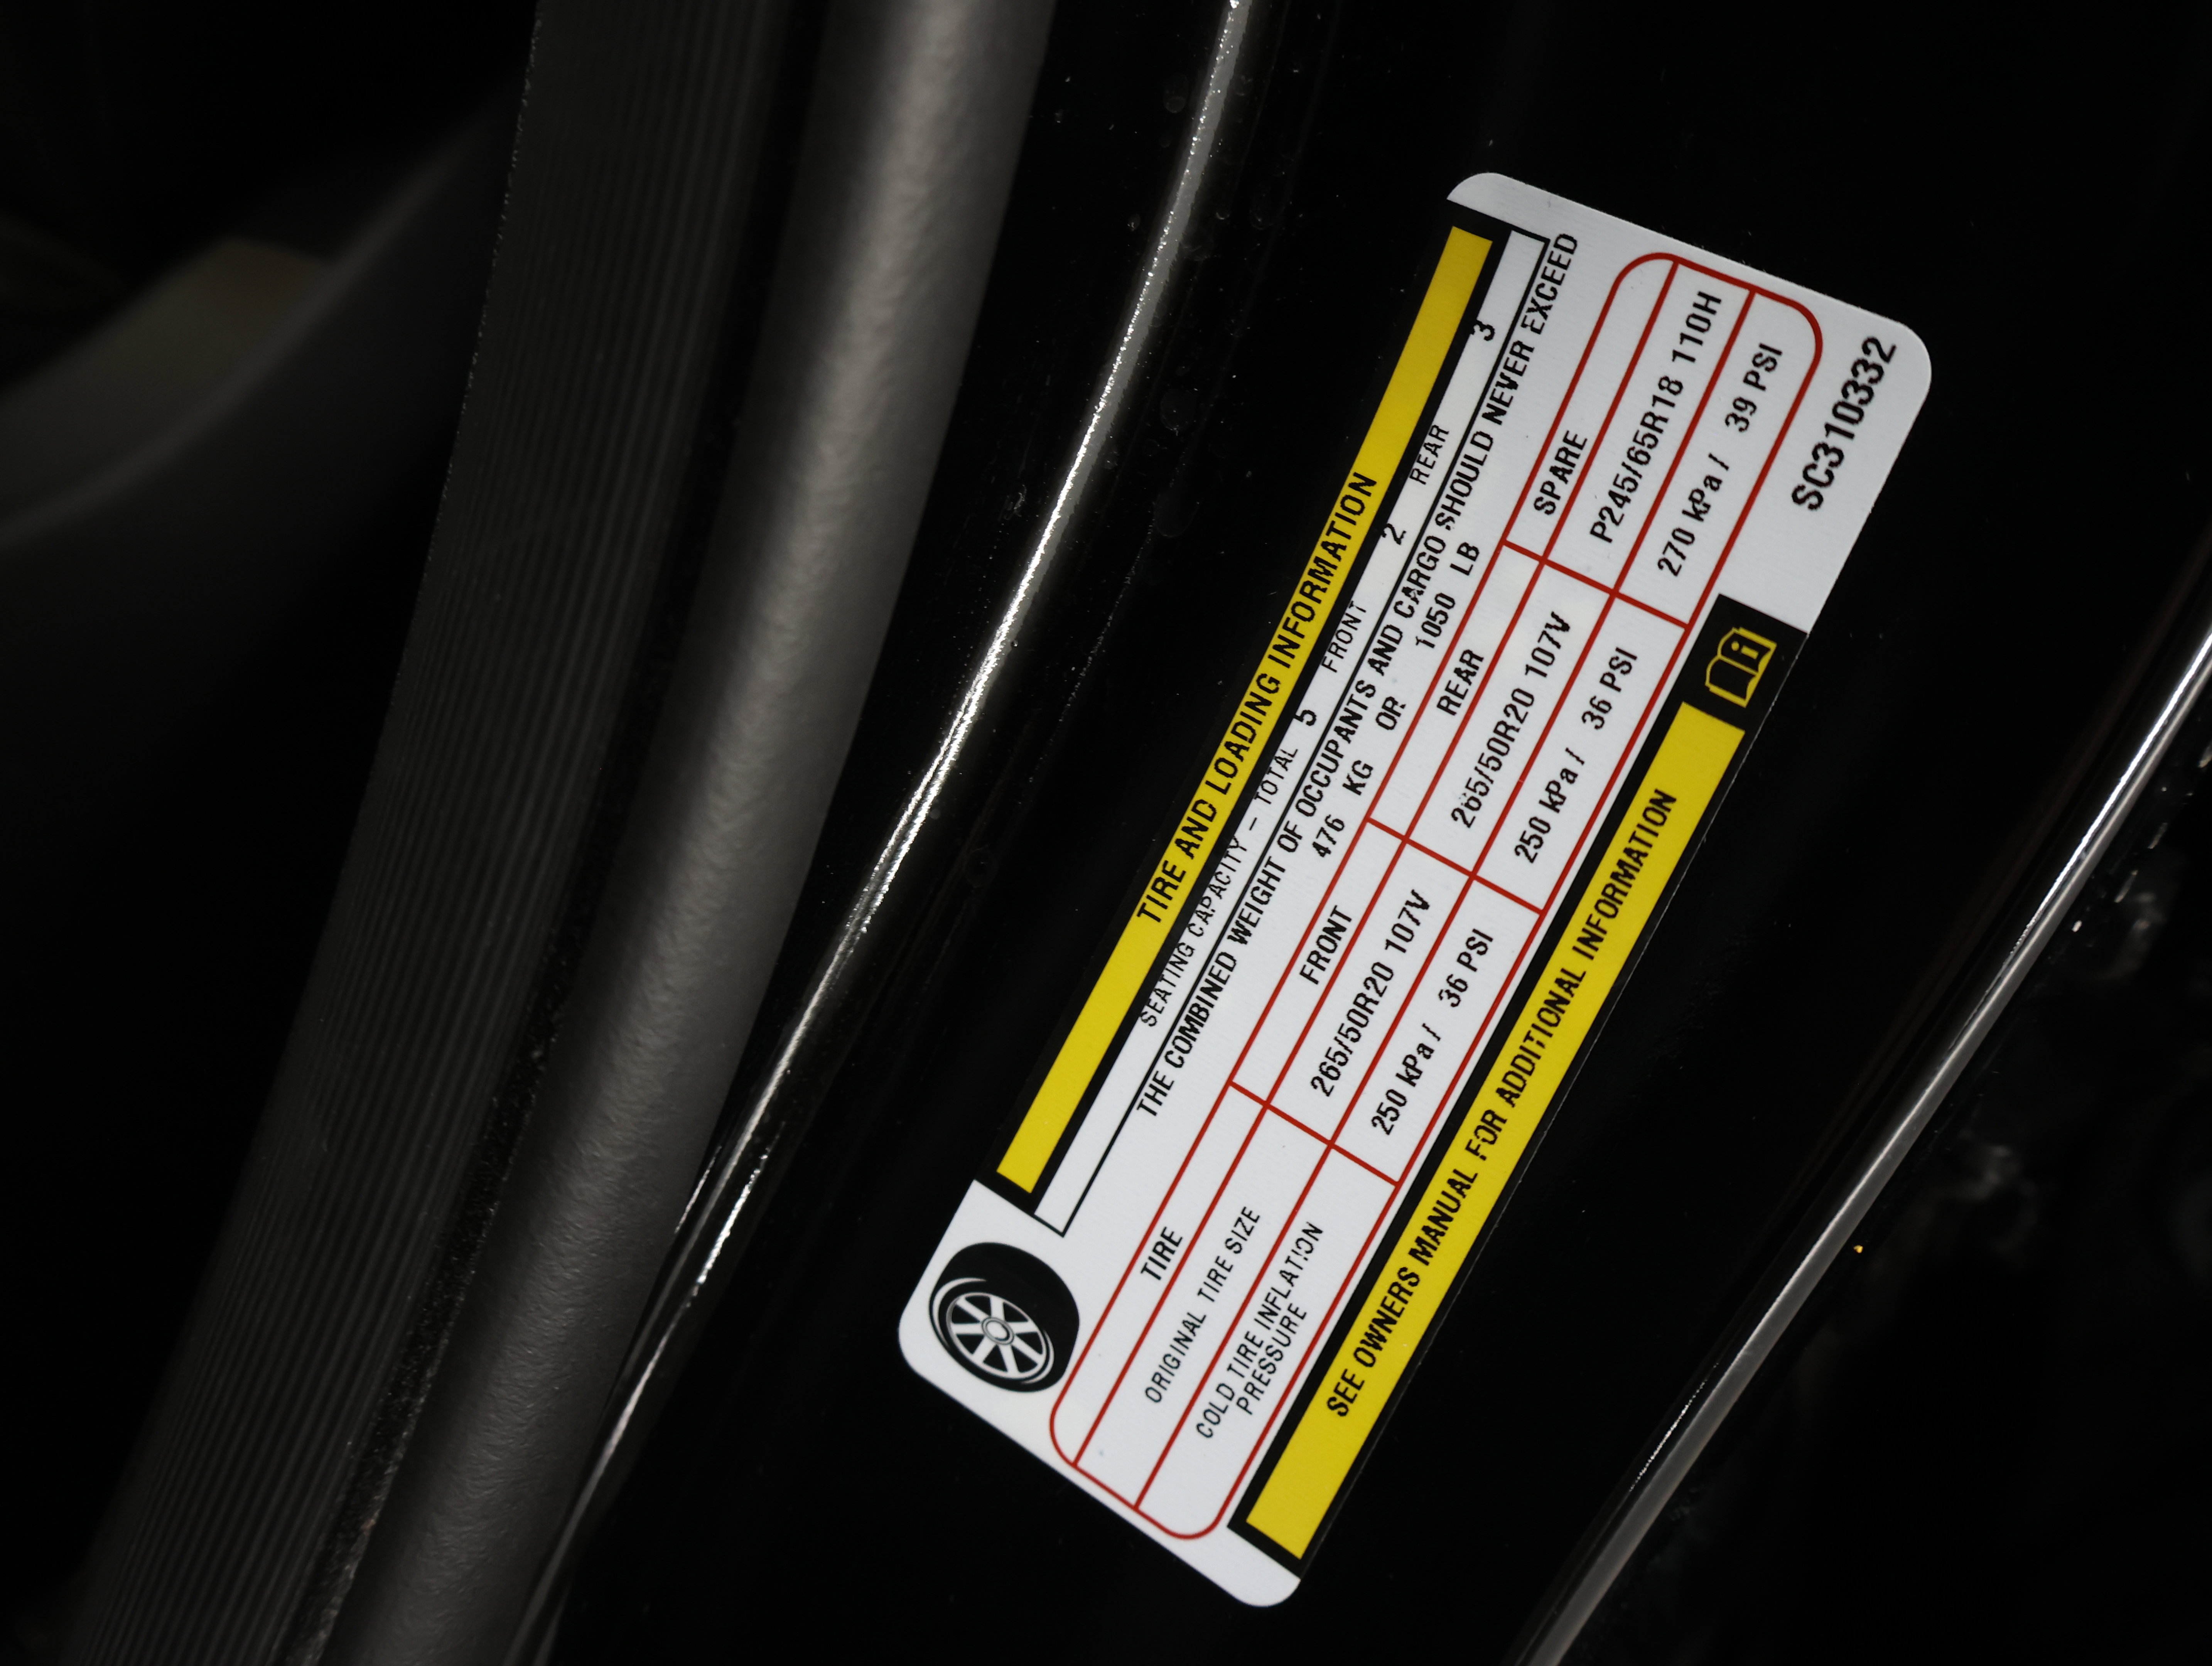 TIRE AND LOADING INFORMATION
SEATING CAPACITY – TOTAL 5 FRONT 2 REAR 3
THE COMBINED WEIGHT OF OCCUPANTS AND CARGO SHOULD NEVER EXCEED
476 KG OR 1050 LB
TIRE FRONT REAR SPARE
ORIGINAL TIRE SIZE 265/50R20 107V 265/50R20 107V P245/65R18 110H
COLD TIRE INFLATION PRESSURE 250 kPa / 36 PSI 250 kPa / 36 PSI 270 kPa / 39 PSI
SEE OWNERS MANUAL FOR ADDITIONAL INFORMATION
i
SC310332